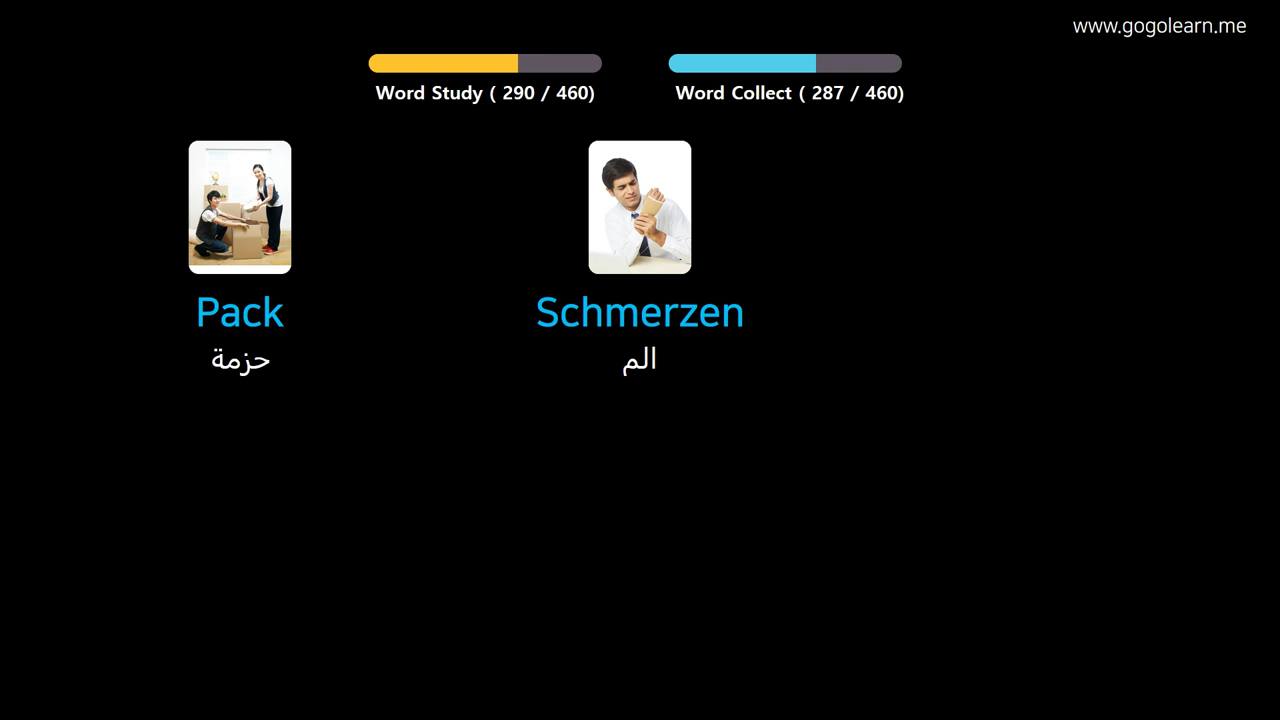 www.gogolearn.me
Word Study ( 290 / 460)
Word Collect ( 287 / 460)
Pack
حزمة
Schmerzen
الم